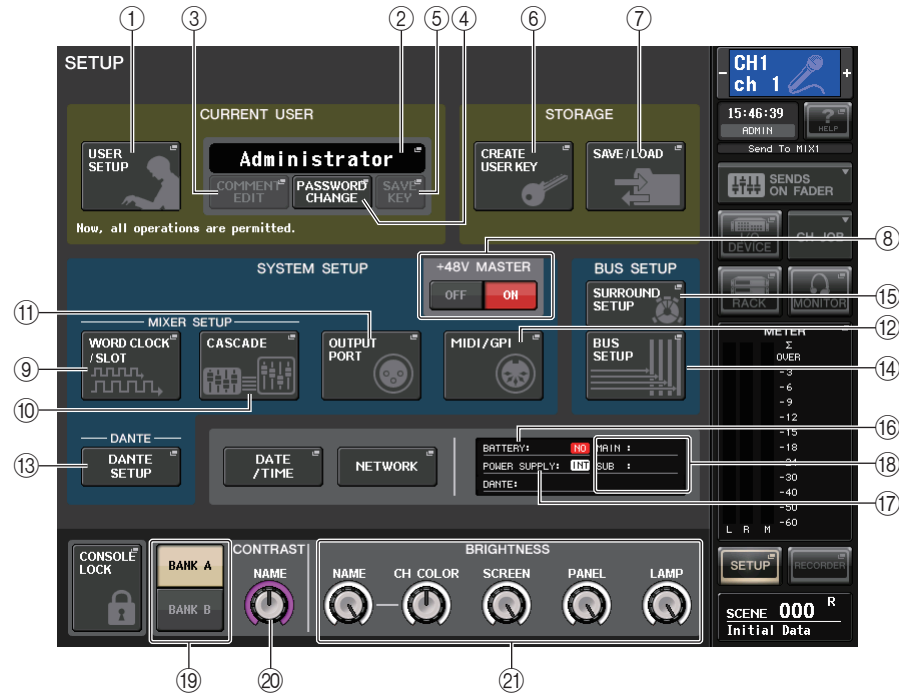 ① ③ ② ⑤ ④ ⑥ ⑦
SETUP
CH1
ch 1
- +
15:46:39
ADMIN
HELP
Send To MIX1
CURRENT USER
STORAGE
USER
SETUP
Administrator
COMMENT
EDIT
PASSWORD
CHANGE
SAVE
KEY
CREATE
USER KEY
SAVE/LOAD
Now, all operations are permitted.
SENDS
ON FADER
I/O
DEVICE
CH JOB
⑧
RACK
MONITOR
SYSTEM SETUP
+48V MASTER
OFF
ON
BUS SETUP
SURROUND
SETUP
⑮
⑪
MIXER SETUP
WORD CLOCK
/SLOT
CASCADE
OUTPUT
PORT
MIDI/GPI
⑫
BUS
SETUP
⑨
⑩
⑭
METER
Σ
OVER
-3
-6
-9
-12
-15
-18
-24
-30
-40
-50
-60
L R M
DANTE
DANTE
SETUP
⑬
DATE
/TIME
NETWORK
BATTERY: NO
POWER SUPPLY: INT
DANTE:
MAIN :
SUB :
⑯
⑱
⑰
CONSOLE
LOCK
BANK A
BANK B
CONTRAST
NAME
BRIGHTNESS
NAME
CH COLOR
SCREEN
PANEL
LAMP
SETUP
RECORDER
SCENE 000 R
Initial Data
⑲ ⑳ ㉑